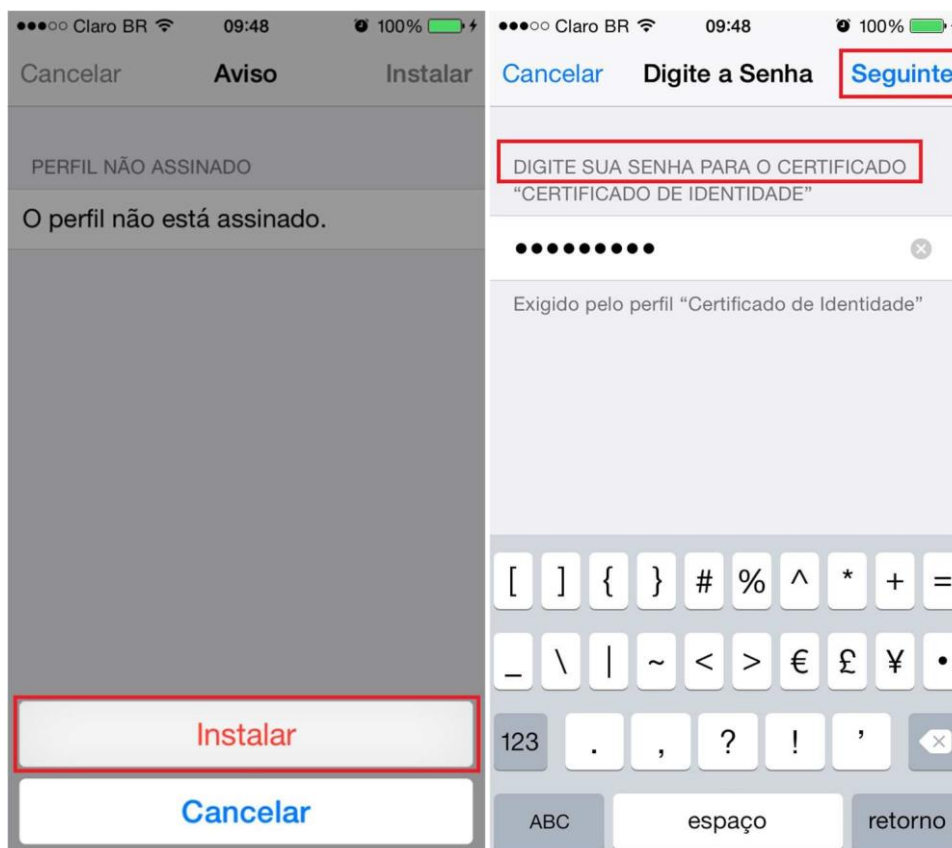 Claro BR 09:48 100%
Cancelar Aviso Instalar
PERFIL NÃO ASSINADO
O perfil não está assinado.
Instalar
Cancelar
Claro BR 09:48 100%
Cancelar Digite a Senha Seguinte
DIGITE SUA SENHA PARA O CERTIFICADO
“CERTIFICADO DE IDENTIDADE”
•••••••••
Exigido pelo perfil “Certificado de Identidade”
[ ] { } # % ^ * + =
_ \ | ~ < > € £ ¥ •
123 . , ? ! ’
ABC espaço retorno